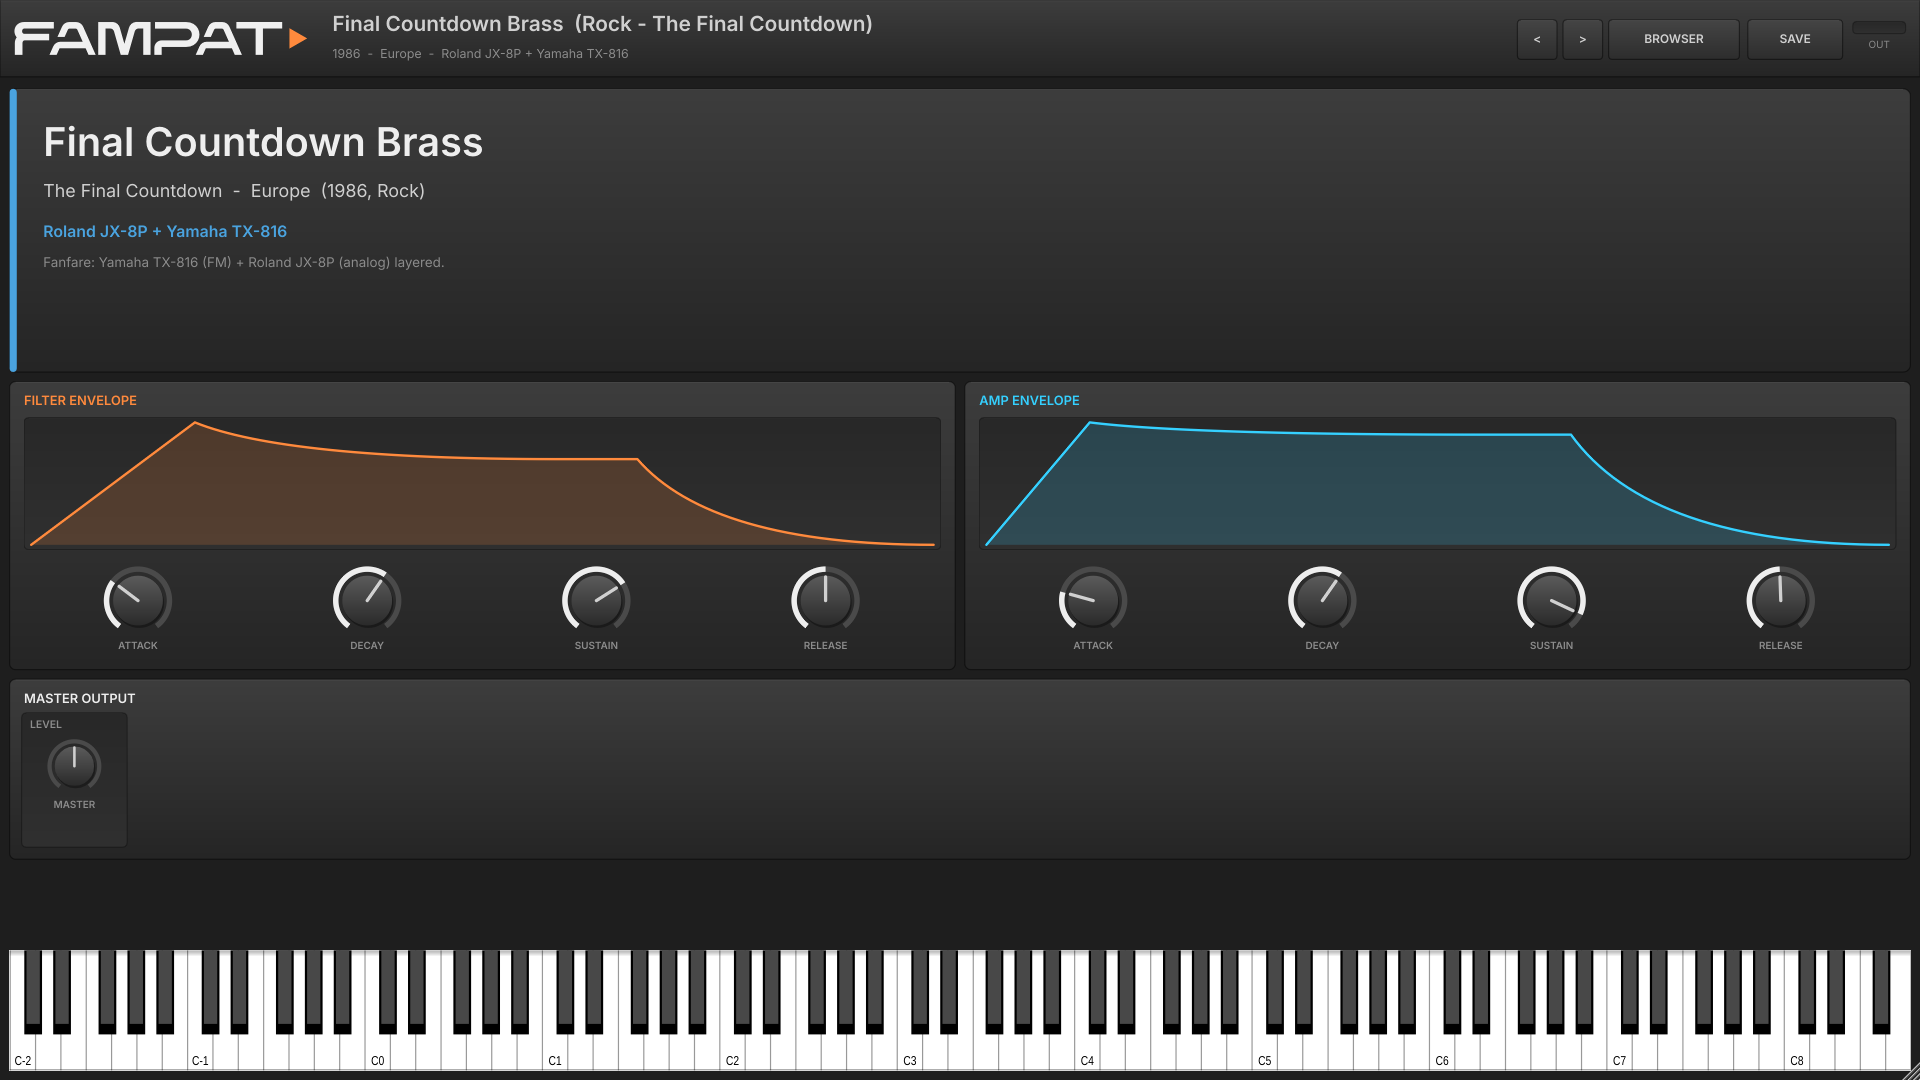 FAMPAT
Final Countdown Brass (Rock - The Final Countdown)
1986 - Europe - Roland JX-8P + Yamaha TX-816
<
>
BROWSER
SAVE
OUT
Final Countdown Brass
The Final Countdown - Europe (1986, Rock)
Roland JX-8P + Yamaha TX-816
Fanfare: Yamaha TX-816 (FM) + Roland JX-8P (analog) layered.
FILTER ENVELOPE
ATTACK
DECAY
SUSTAIN
RELEASE
AMP ENVELOPE
ATTACK
DECAY
SUSTAIN
RELEASE
MASTER OUTPUT
LEVEL
MASTER
C-2
C-1
C0
C1
C2
C3
C4
C5
C6
C7
C8